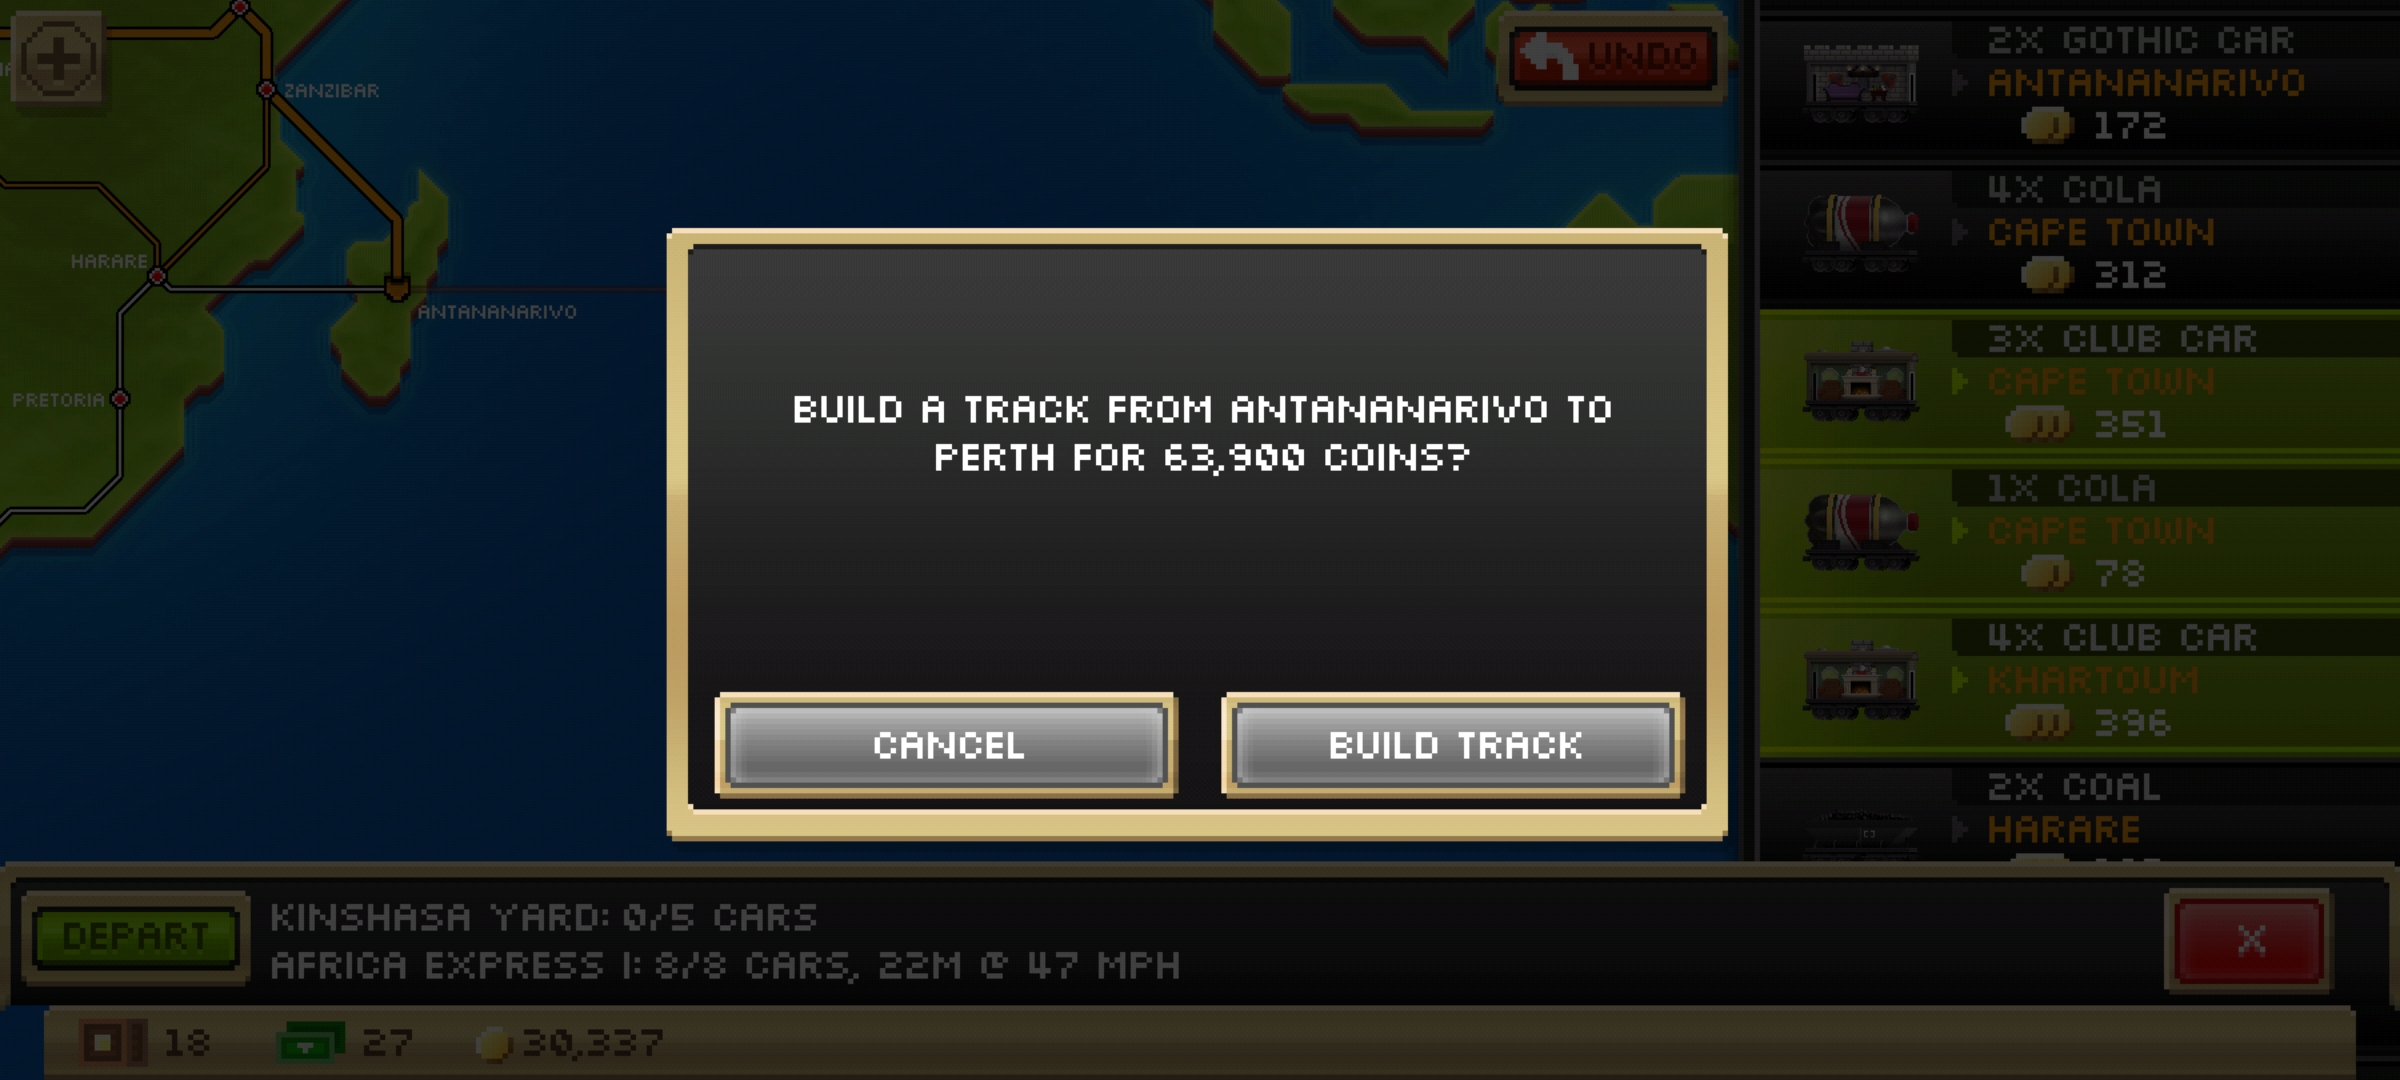 UNDO
ZANZIBAR
HARARE
ANTANANARIVO
PRETORIA
BUILD A TRACK FROM ANTANANARIVO TO
PERTH FOR 63,900 COINS?
CANCEL
BUILD TRACK
2X GOTHIC CAR
ANTANANARIVO
172
4X COLA
CAPE TOWN
312
3X CLUB CAR
CAPE TOWN
351
1X COLA
CAPE TOWN
78
4X CLUB CAR
KHARTOUM
396
2X COAL
HARARE
DEPART
KINSHASA YARD: 0/5 CARS
AFRICA EXPRESS I: 8/8 CARS, 22M @ 47 MPH
X
18
27
30,337